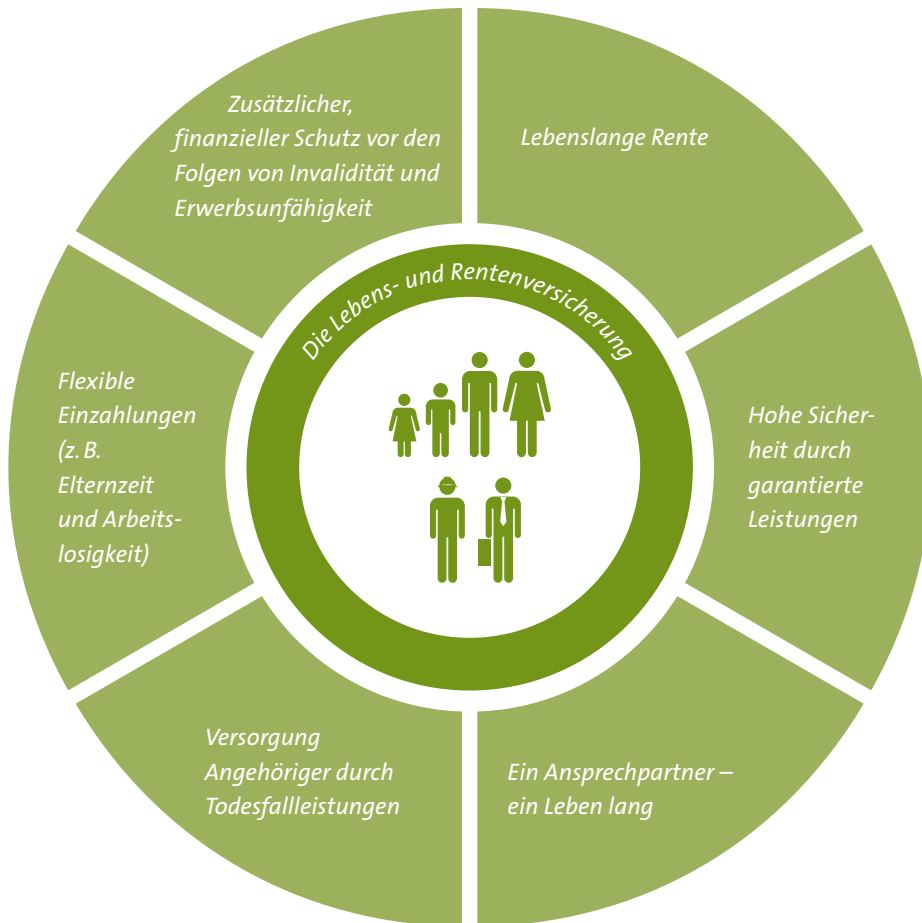 Zusätzlicher,
finanzieller Schutz vor den
Folgen von Invalidität und
Erwerbsunfähigkeit
Lebenslange Rente
Die Lebens- und Rentenversicherung
Flexible
Einzahlungen
(z. B.
Elternzeit
und Arbeits-
losigkeit)
Hohe Sicher-
heit durch
garantierte
Leistungen
Versorgung
Angehöriger durch
Todesfallleistungen
Ein Ansprechpartner –
ein Leben lang